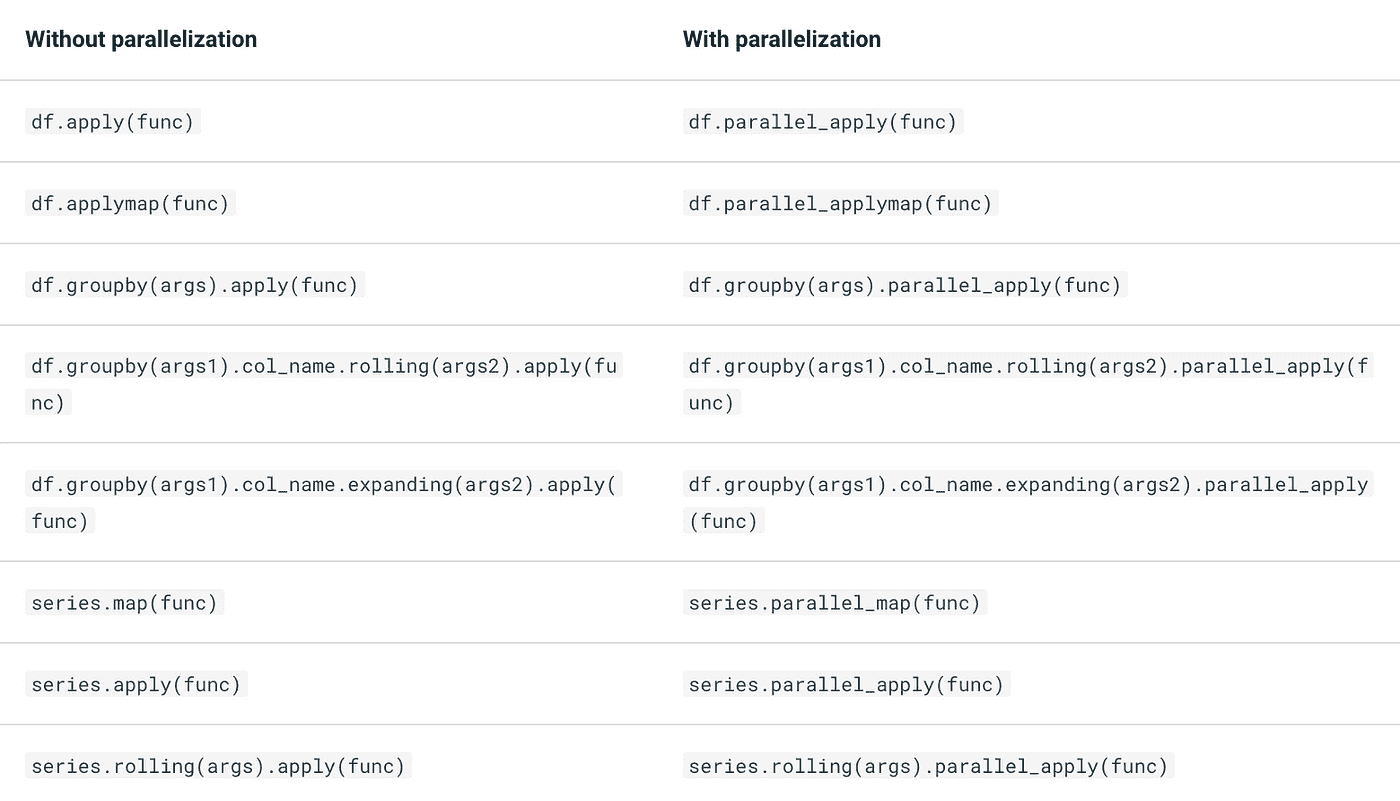 Without parallelization With parallelization
df.apply(func) df.parallel_apply(func)
df.applymap(func) df.parallel_applymap(func)
df.groupby(args).apply(func) df.groupby(args).parallel_apply(func)
df.groupby(args1).col_name.rolling(args2).apply(fu df.groupby(args1).col_name.rolling(args2).parallel_apply(f
nc) unc)
df.groupby(args1).col_name.expanding(args2).apply( df.groupby(args1).col_name.expanding(args2).parallel_apply
func) (func)
series.map(func) series.parallel_map(func)
series.apply(func) series.parallel_apply(func)
series.rolling(args).apply(func) series.rolling(args).parallel_apply(func)